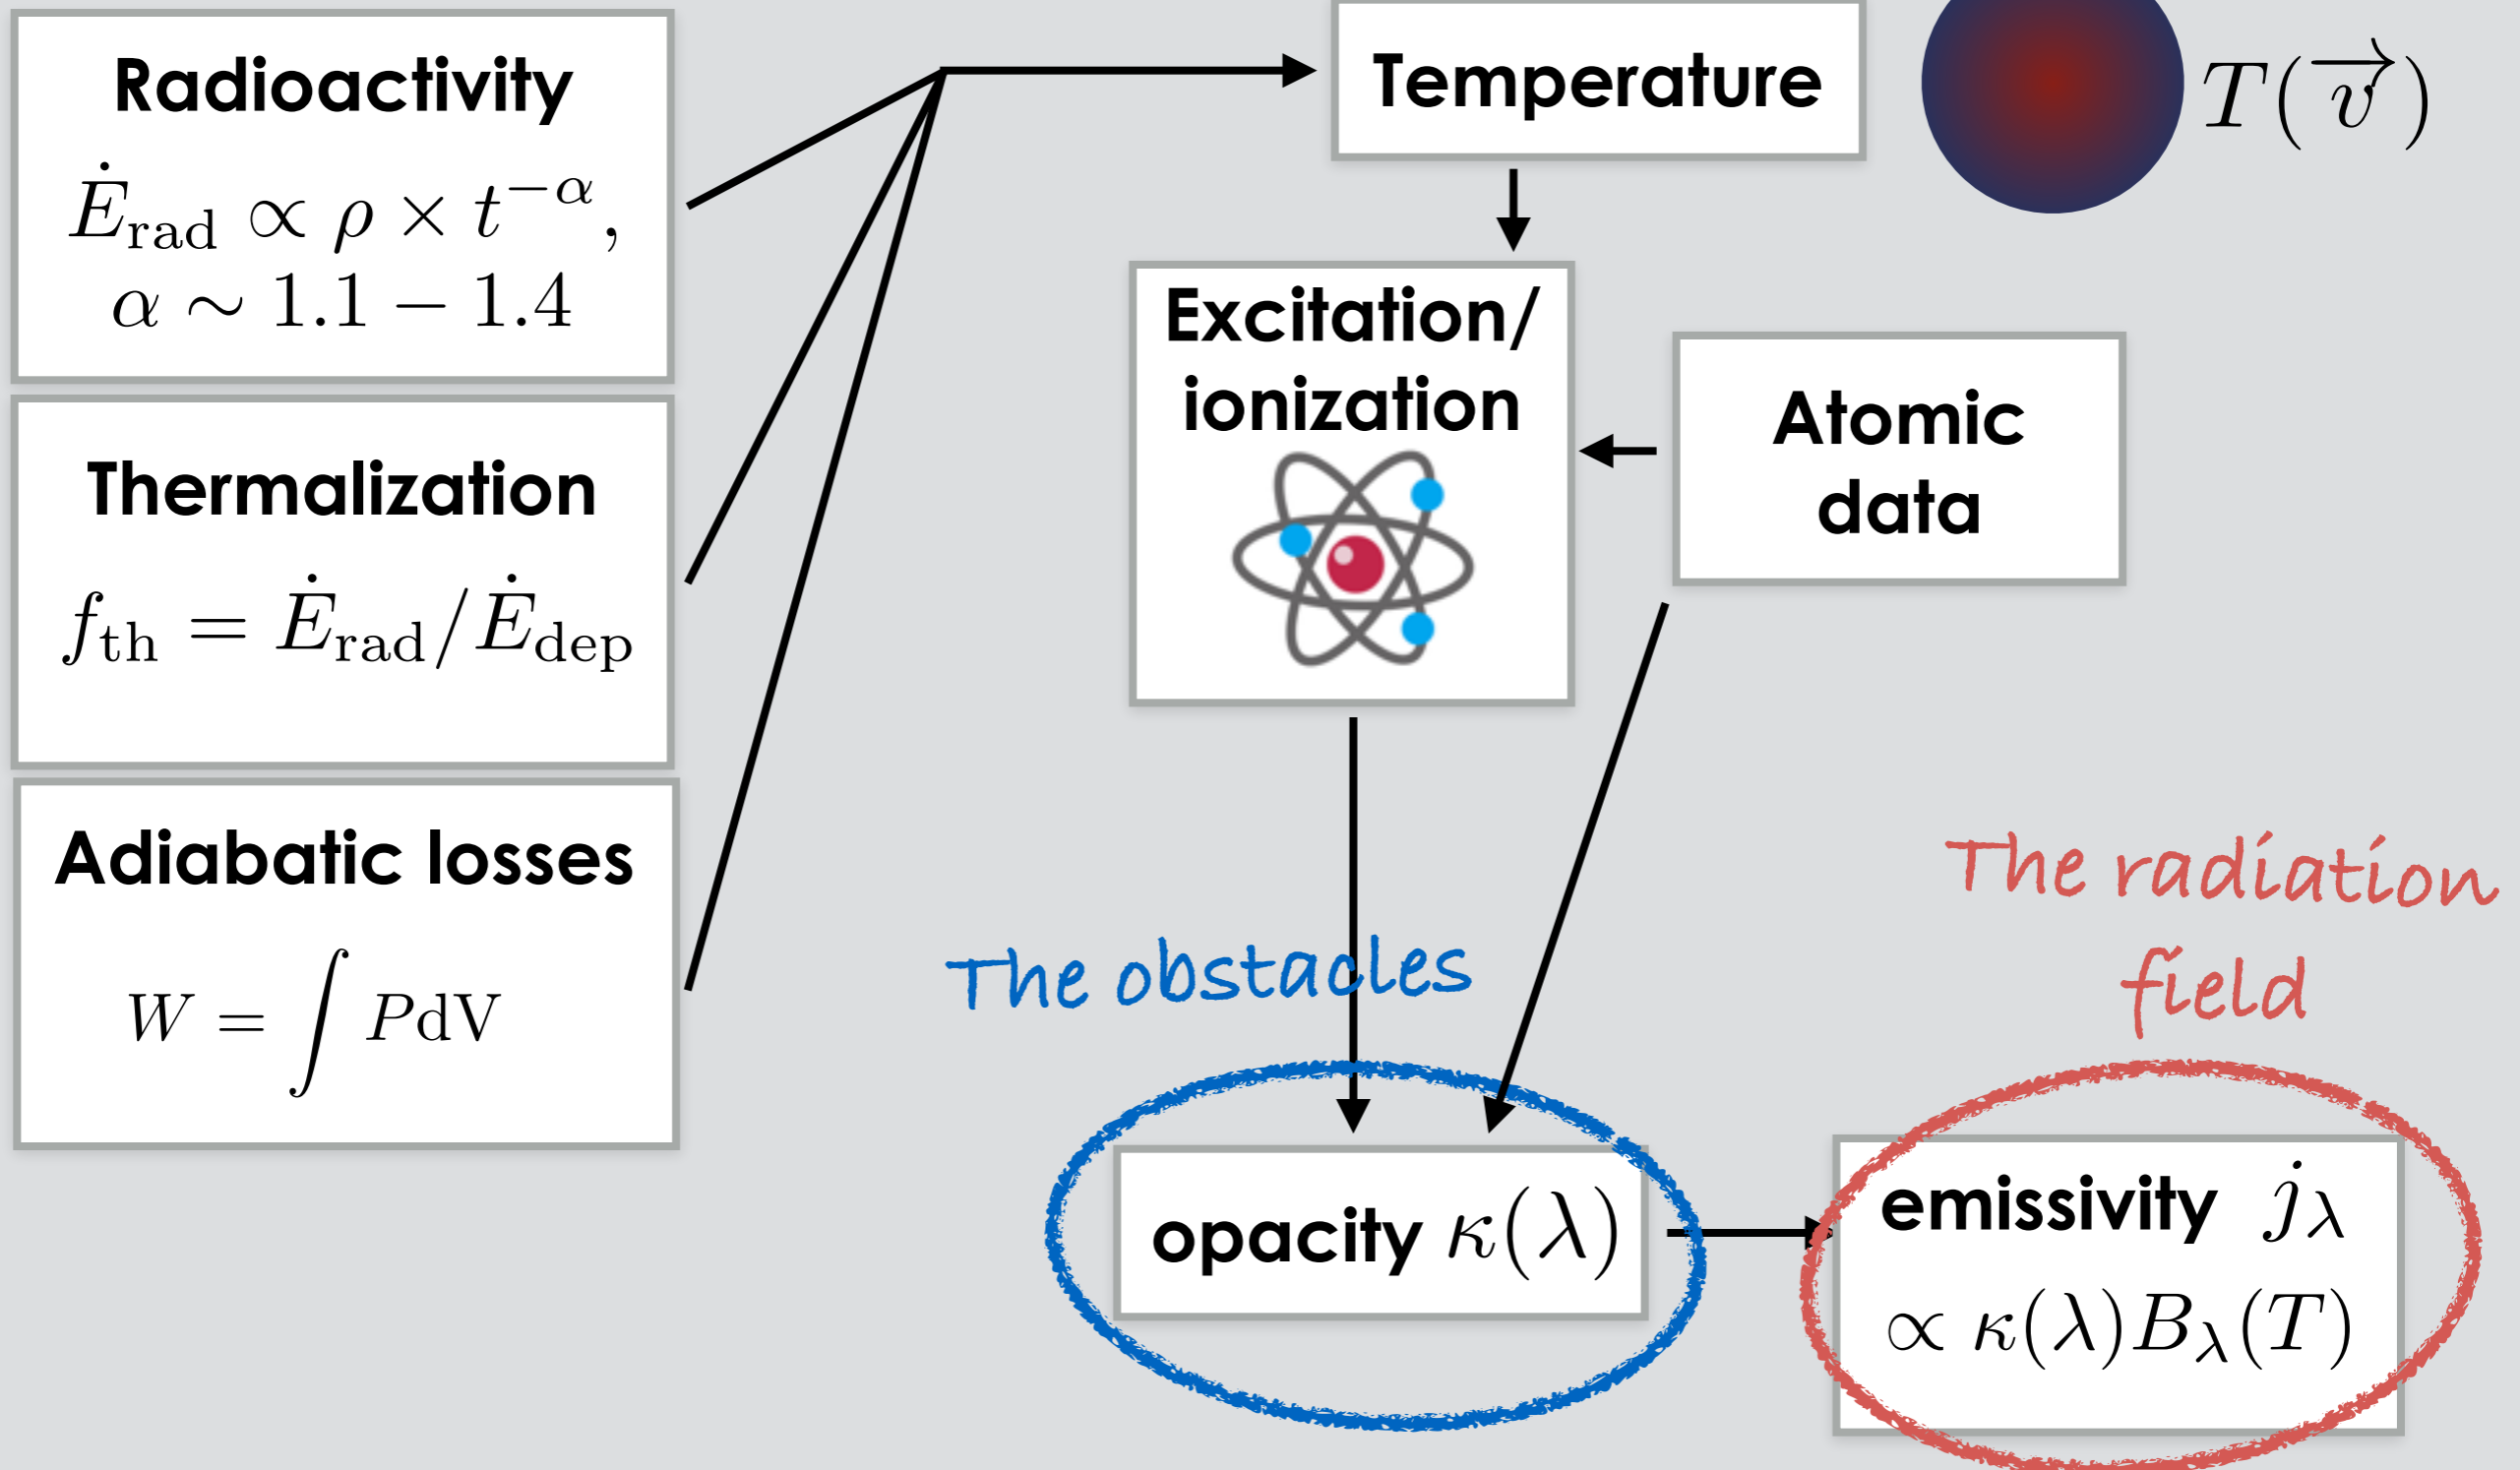 Radioactivity
Ė_rad ∝ ρ × t^{−α},
α ∼ 1.1 − 1.4
Thermalization
f_th = Ė_rad/Ė_dep
Adiabatic losses
W = ∫ PdV
Temperature
T(v⃗)
Excitation/
ionization
Atomic
data
The obstacles
The radiation
field
opacity κ(λ)
emissivity j_λ
∝ κ(λ)B_λ(T)